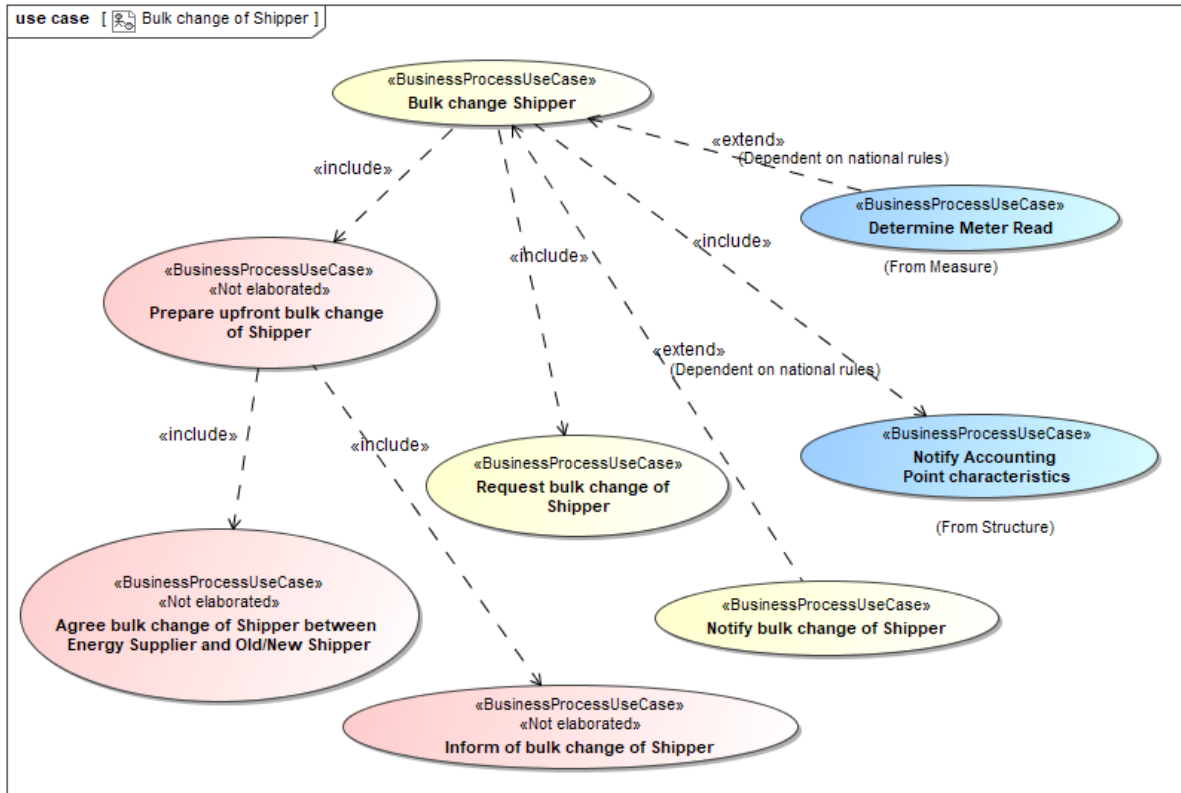 use case [ Bulk change of Shipper ]
«BusinessProcessUseCase»
Bulk change Shipper
«extend»
(Dependent on national rules)
«include»
«BusinessProcessUseCase»
Determine Meter Read
(From Measure)
«include»
«include»
«BusinessProcessUseCase»
«Not elaborated»
Prepare upfront bulk change
of Shipper
«extend»
(Dependent on national rules)
«include»
«include»
«BusinessProcessUseCase»
Request bulk change of
Shipper
«BusinessProcessUseCase»
Notify Accounting
Point characteristics
(From Structure)
«BusinessProcessUseCase»
«Not elaborated»
Agree bulk change of Shipper between
Energy Supplier and Old/New Shipper
«BusinessProcessUseCase»
Notify bulk change of Shipper
«BusinessProcessUseCase»
«Not elaborated»
Inform of bulk change of Shipper